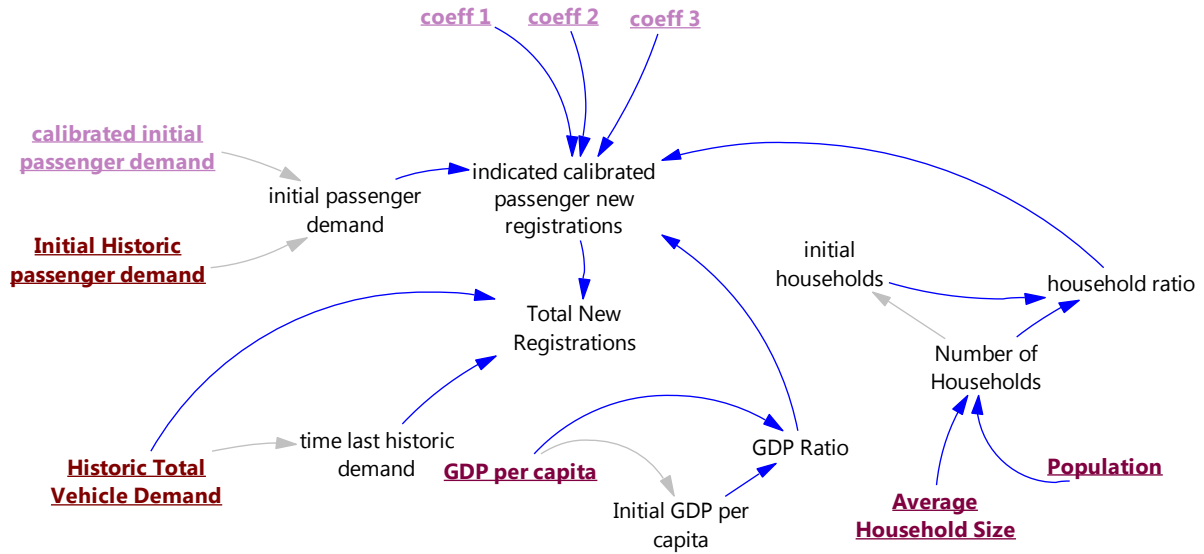 coeff 1
coeff 2
coeff 3
calibrated initial
passenger demand
initial passenger
demand
indicated calibrated
passenger new
registrations
Initial Historic
passenger demand
initial
households
household ratio
Total New
Registrations
Number of
Households
time last historic
demand
GDP Ratio
Historic Total
Vehicle Demand
GDP per capita
Population
Initial GDP per
capita
Average
Household Size